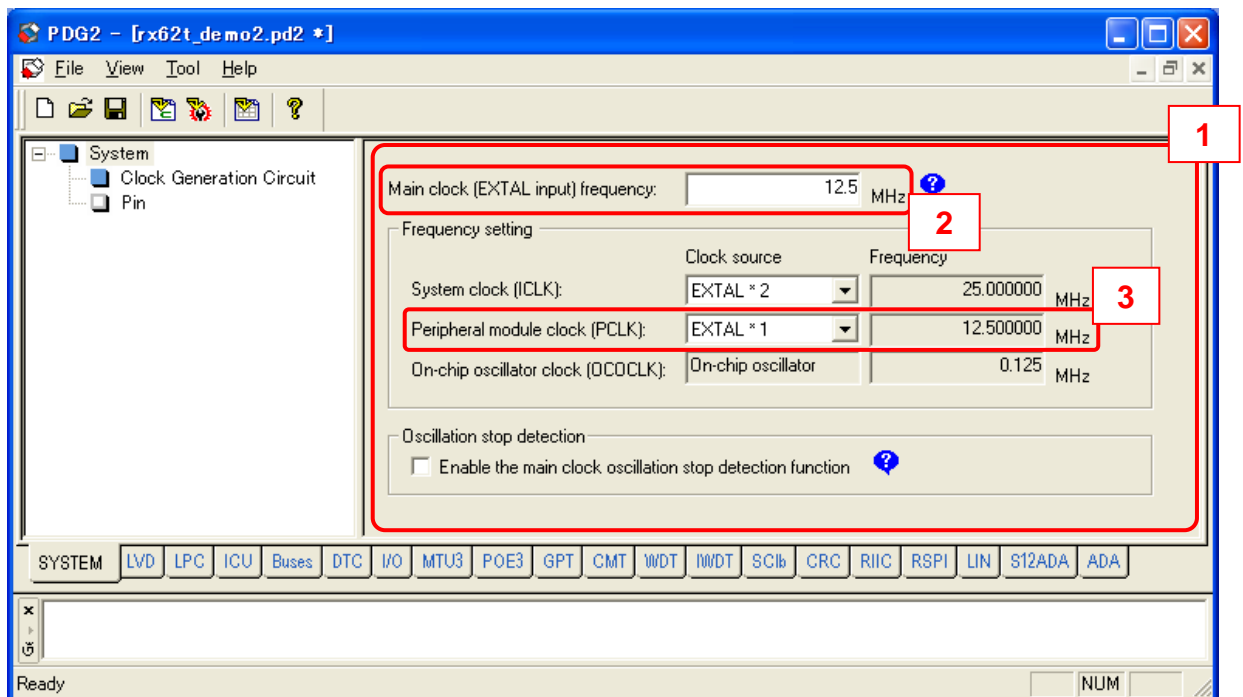 PDG2 - [rx62t_demo2.pd2 *]
File View Tool Help
1
System
Clock Generation Circuit
Pin
Main clock (EXTAL input) frequency: 12.5 MHz
2
Frequency setting
Clock source Frequency
System clock (ICLK): EXTAL * 2 25.000000 MHz
3
Peripheral module clock (PCLK): EXTAL * 1 12.500000 MHz
On-chip oscillator clock (OCOCLK): On-chip oscillator 0.125 MHz
Oscillation stop detection
Enable the main clock oscillation stop detection function
SYSTEM LVD LPC ICU Buses DTC I/O MTU3 POE3 GPT CMT WDT IWDT SCIb CRC RIIC RSPI LIN S12ADA ADA
Ready NUM